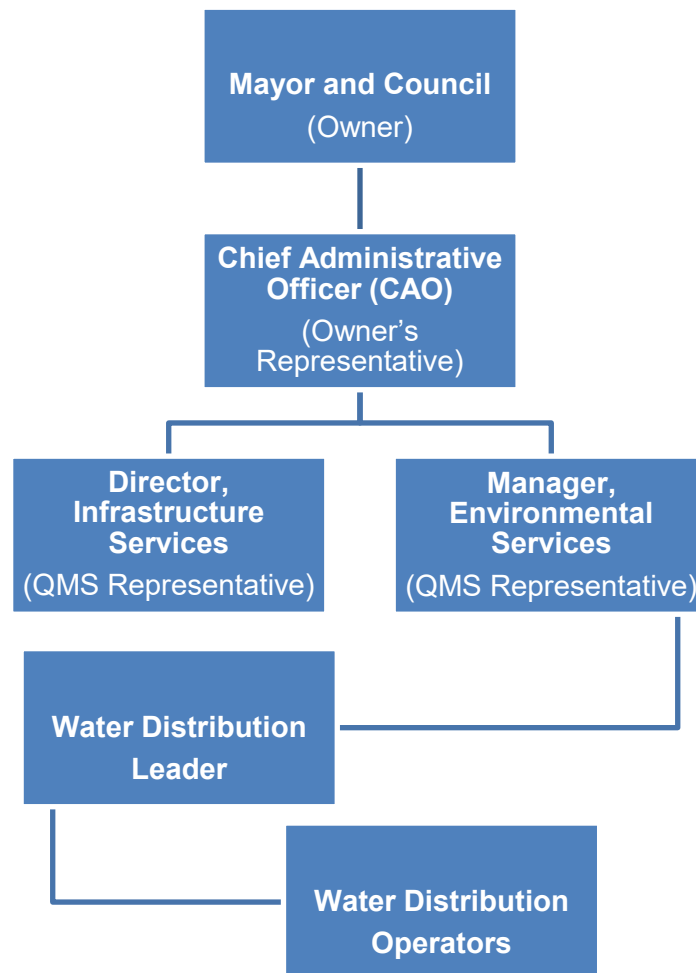 Mayor and Council
(Owner)
Chief Administrative
Officer (CAO)
(Owner’s
Representative)
Director,
Infrastructure
Services
(QMS Representative)
Manager,
Environmental
Services
(QMS Representative)
Water Distribution
Leader
Water Distribution
Operators